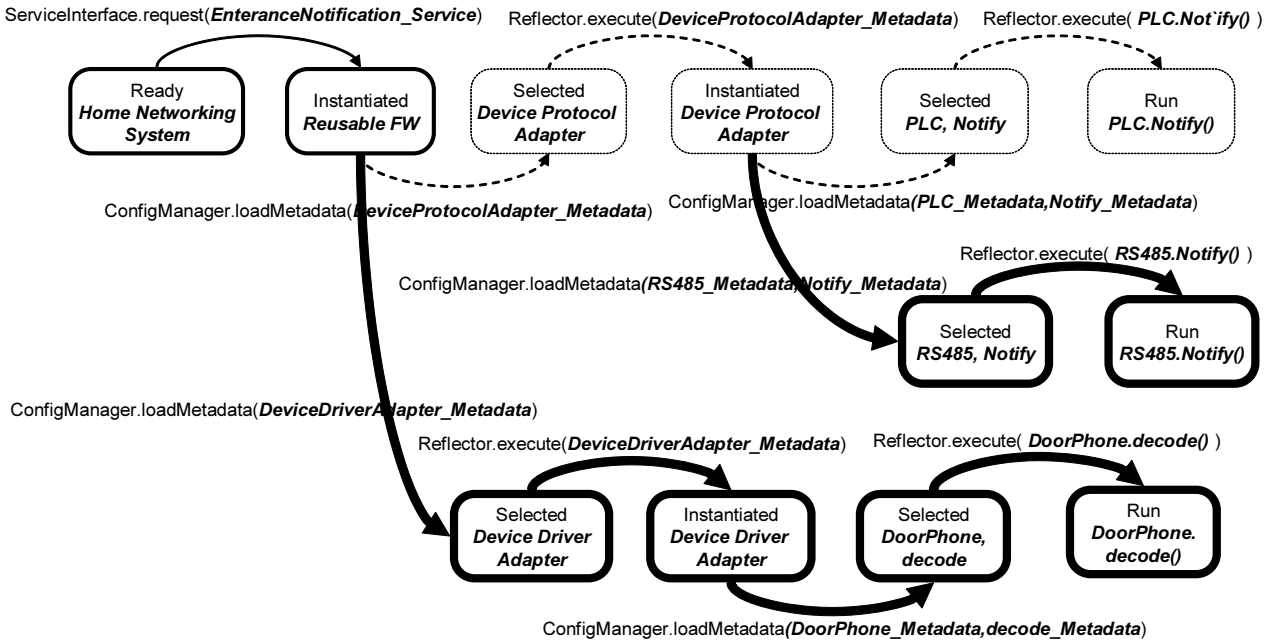 ServiceInterface.request(EnteranceNotification_Service)
Reflector.execute(DeviceProtocolAdapter_Metadata)
Reflector.execute( PLC.Not`ify() )
Ready
Home Networking
System
Instantiated
Reusable FW
Selected
Device Protocol
Adapter
Instantiated
Device Protocol
Adapter
Selected
PLC, Notify
Run
PLC.Notify()
ConfigManager.loadMetadata(DeviceProtocolAdapter_Metadata)
ConfigManager.loadMetadata(PLC_Metadata,Notify_Metadata)
Reflector.execute( RS485.Notify() )
ConfigManager.loadMetadata(RS485_Metadata,Notify_Metadata)
Selected
RS485, Notify
Run
RS485.Notify()
ConfigManager.loadMetadata(DeviceDriverAdapter_Metadata)
Reflector.execute(DeviceDriverAdapter_Metadata)
Reflector.execute( DoorPhone.decode() )
Selected
Device Driver
Adapter
Instantiated
Device Driver
Adapter
Selected
DoorPhone,
decode
Run
DoorPhone.
decode()
ConfigManager.loadMetadata(DoorPhone_Metadata,decode_Metadata)